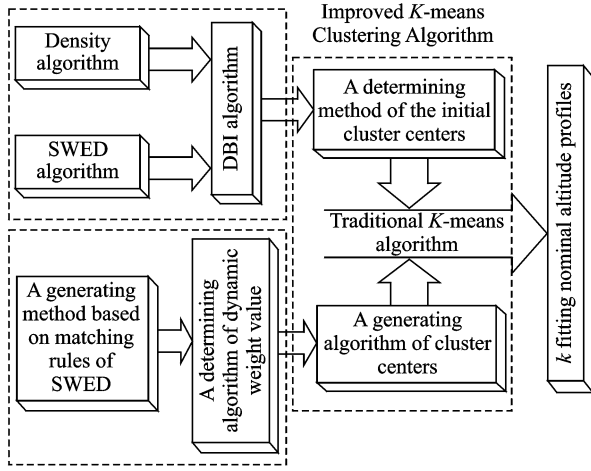 Improved K-means
Clustering Algorithm
Density
algorithm
SWED
algorithm
DBI algorithm
A determining
method of the initial
cluster centers
Traditional K-means
algorithm
A generating
method based
on matching
rules of
SWED
A determining
algorithm of dynamic
weight value
A generating
algorithm of cluster
centers
k fitting nominal altitude profiles